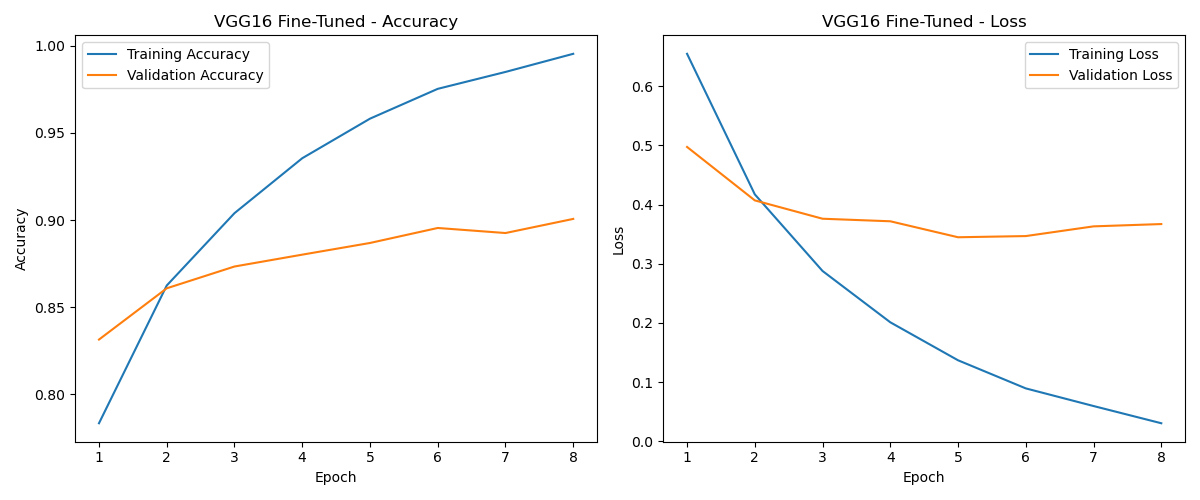 VGG16 Fine-Tuned - Accuracy
Training Accuracy
Validation Accuracy
1.00
0.95
0.90
0.85
0.80
Accuracy
1 2 3 4 5 6 7 8
Epoch
VGG16 Fine-Tuned - Loss
Training Loss
Validation Loss
0.6
0.5
0.4
0.3
0.2
0.1
0.0
Loss
1 2 3 4 5 6 7 8
Epoch